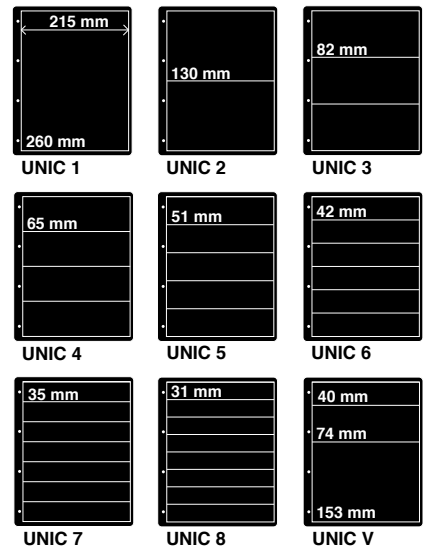 215 mm
260 mm
UNIC 1
130 mm
UNIC 2
82 mm
UNIC 3
65 mm
UNIC 4
51 mm
UNIC 5
42 mm
UNIC 6
35 mm
UNIC 7
31 mm
UNIC 8
40 mm
74 mm
153 mm
UNIC V